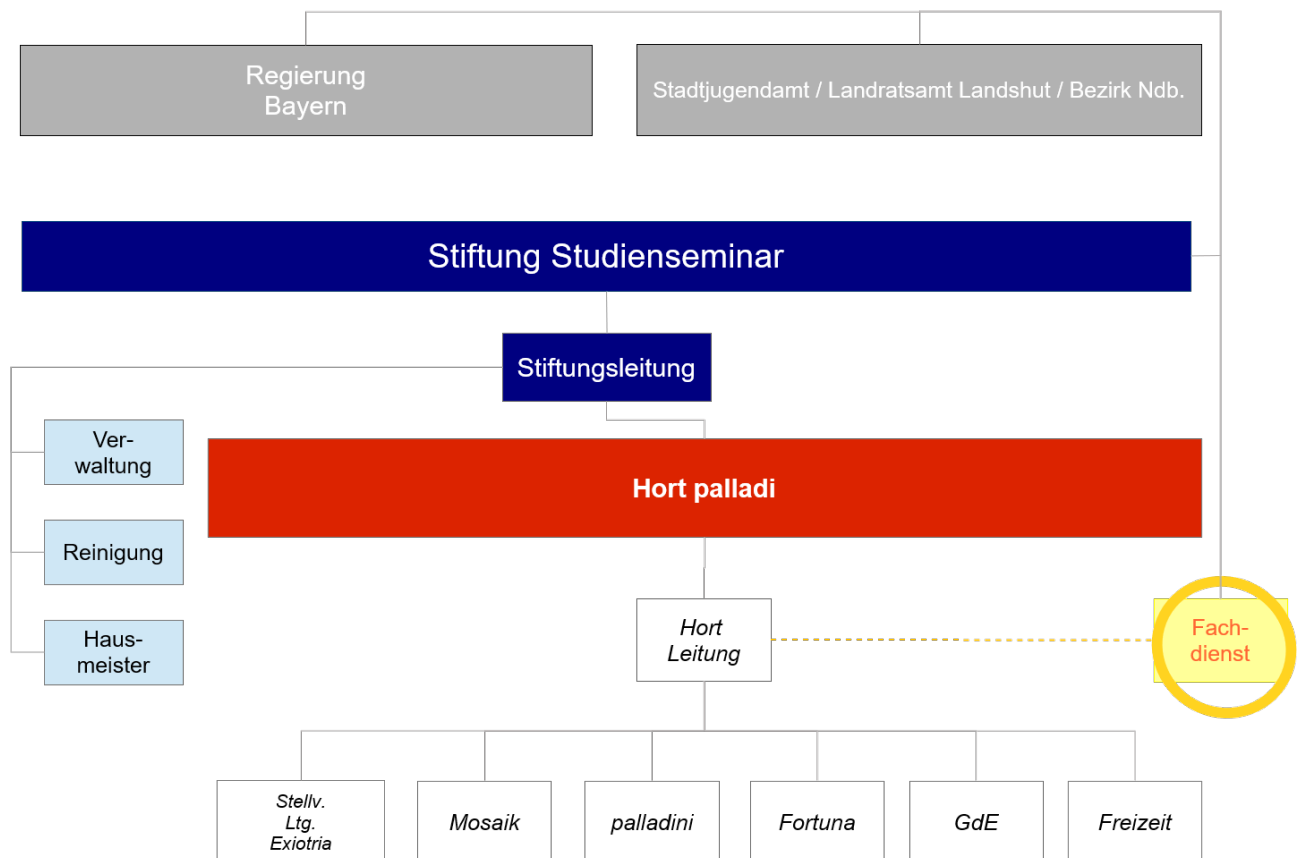 Regierung
Bayern
Stadtjugendamt / Landratsamt Landshut / Bezirk Ndb.
Stiftung Studienseminar
Stiftungsleitung
Ver-
waltung
Hort palladi
Reinigung
Hort
Leitung
Fach-
dienst
Haus-
meister
Stellv.
Ltg.
Exiotria
Mosaik
palladini
Fortuna
GdE
Freizeit